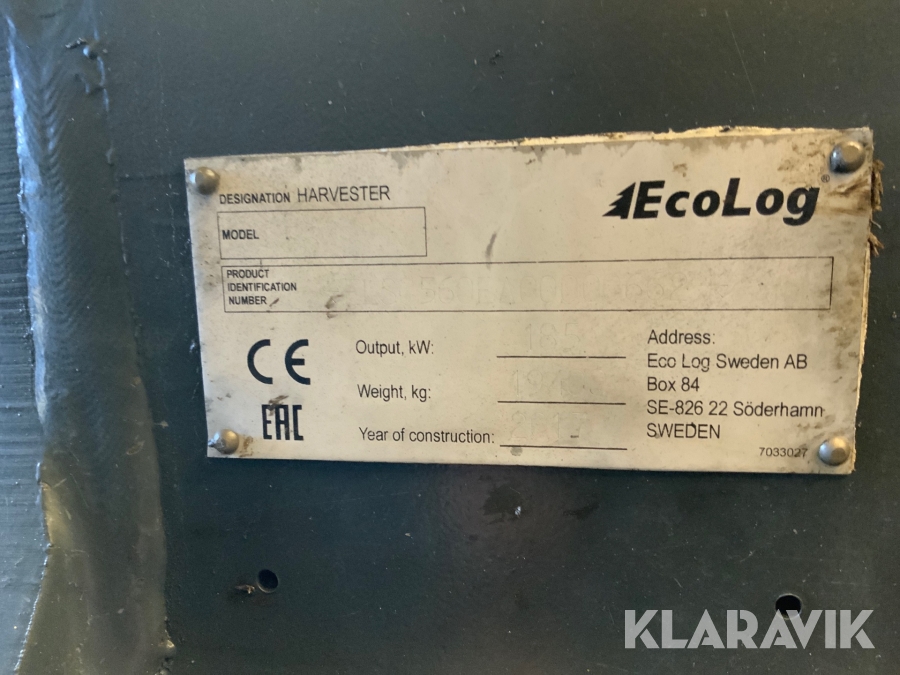 DESIGNATION HARVESTER
EcoLog®
MODEL
PRODUCT
IDENTIFICATION
NUMBER
CE
EAC
Output, kW:
Weight, kg:
Year of construction:
Address:
Eco Log Sweden AB
Box 84
SE-826 22 Söderhamn
SWEDEN
7033027
KLARAVIK